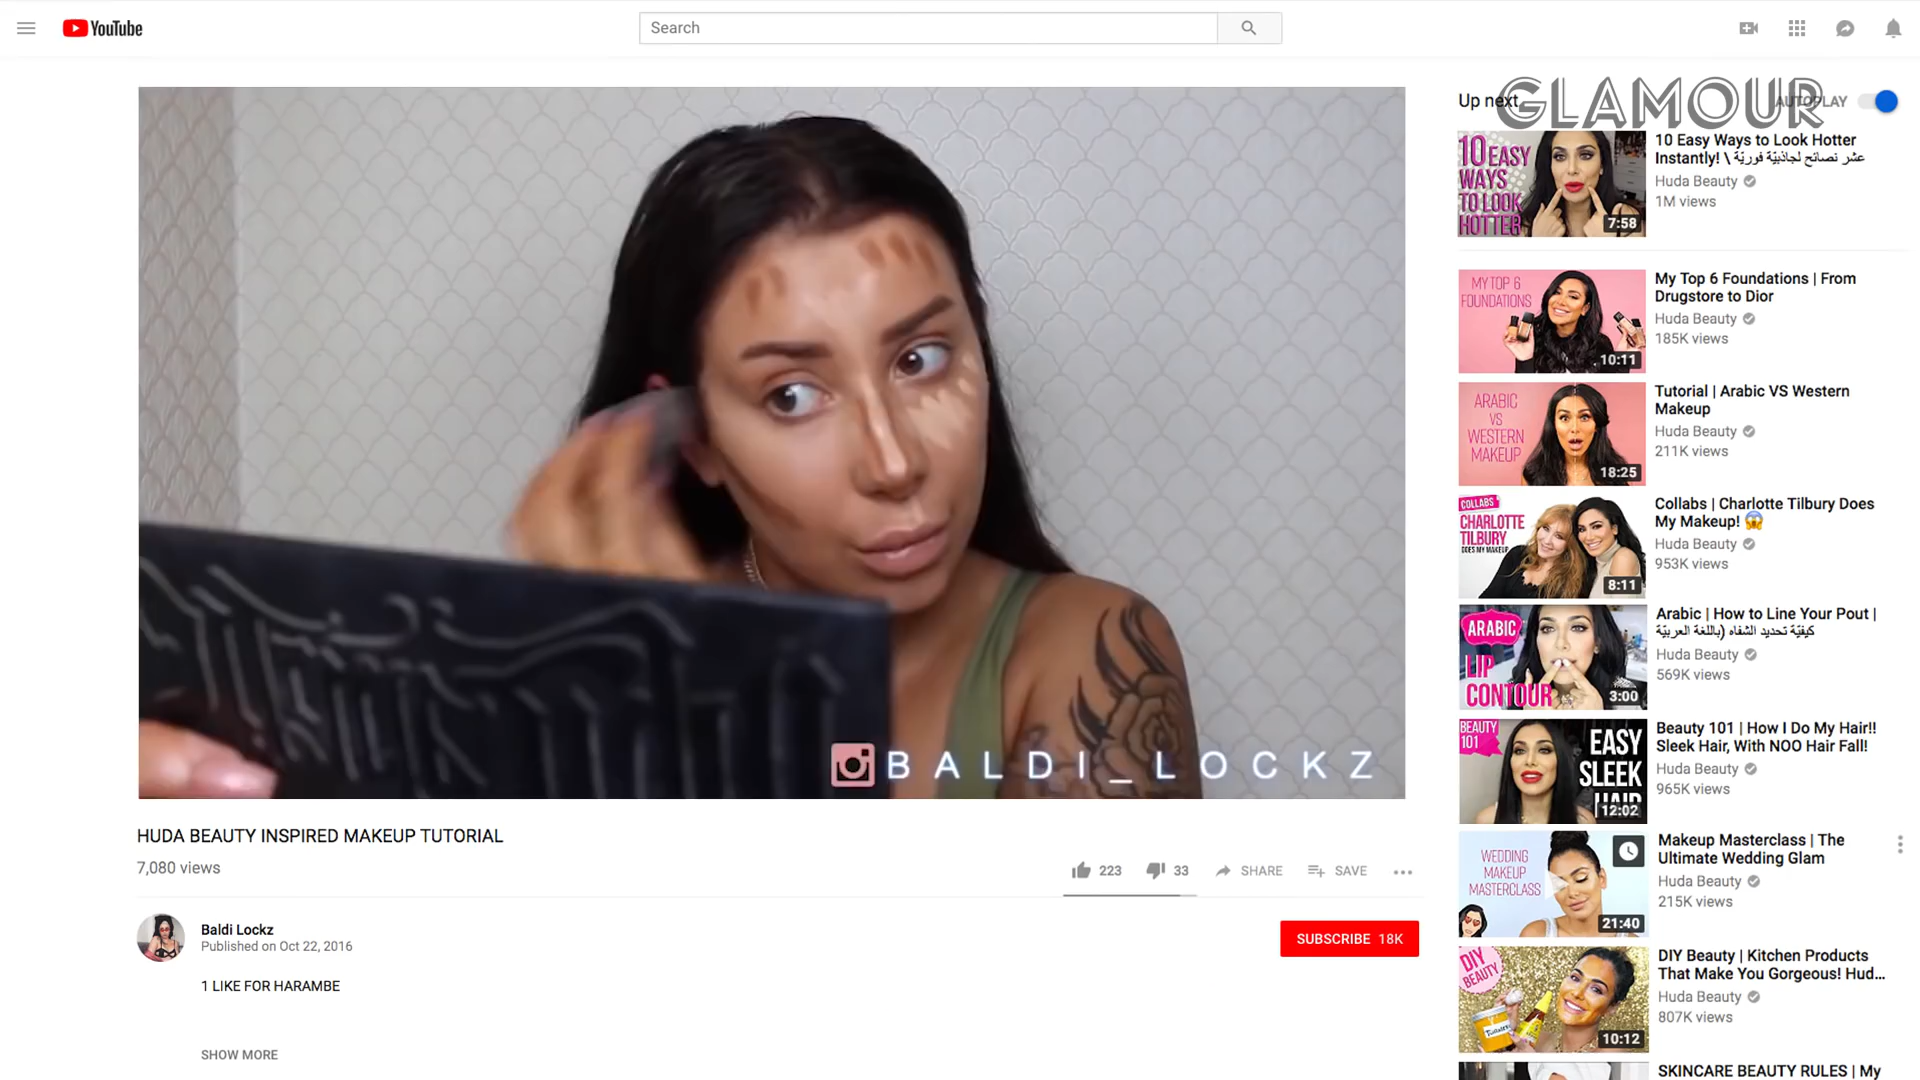 YouTube
Search
GLAMOUR
Up next
AUTOPLAY
BALDI_LOCKZ
HUDA BEAUTY INSPIRED MAKEUP TUTORIAL
7,080 views
223
33
SHARE
SAVE
Baldi Lockz
Published on Oct 22, 2016
SUBSCRIBE 18K
1 LIKE FOR HARAMBE
SHOW MORE
10 EASY
WAYS
TO LOOK
HOTTER
7:58
10 Easy Ways to Look Hotter
Instantly! \ عشر نصائح لجاذبيّة فوريّة
Huda Beauty
1M views
MY TOP 6
FOUNDATIONS
10:11
My Top 6 Foundations | From
Drugstore to Dior
Huda Beauty
185K views
ARABIC
VS
WESTERN
MAKEUP
18:25
Tutorial | Arabic VS Western
Makeup
Huda Beauty
211K views
COLLABS
CHARLOTTE
TILBURY
DOES MY MAKEUP
8:11
Collabs | Charlotte Tilbury Does
My Makeup! 😱
Huda Beauty
953K views
ARABIC
LIP
CONTOUR
3:00
Arabic | How to Line Your Pout |
كيفيّة تحديد الشفاه (باللغة العربيّة
Huda Beauty
569K views
BEAUTY
101
EASY
SLEEK
HAIR
12:02
Beauty 101 | How I Do My Hair!!
Sleek Hair, With NOO Hair Fall!
Huda Beauty
965K views
WEDDING
MAKEUP
MASTERCLASS
21:40
Makeup Masterclass | The
Ultimate Wedding Glam
Huda Beauty
215K views
DIY
BEAUTY
10:12
DIY Beauty | Kitchen Products
That Make You Gorgeous! Hud...
Huda Beauty
807K views
SKINCARE BEAUTY RULES | My